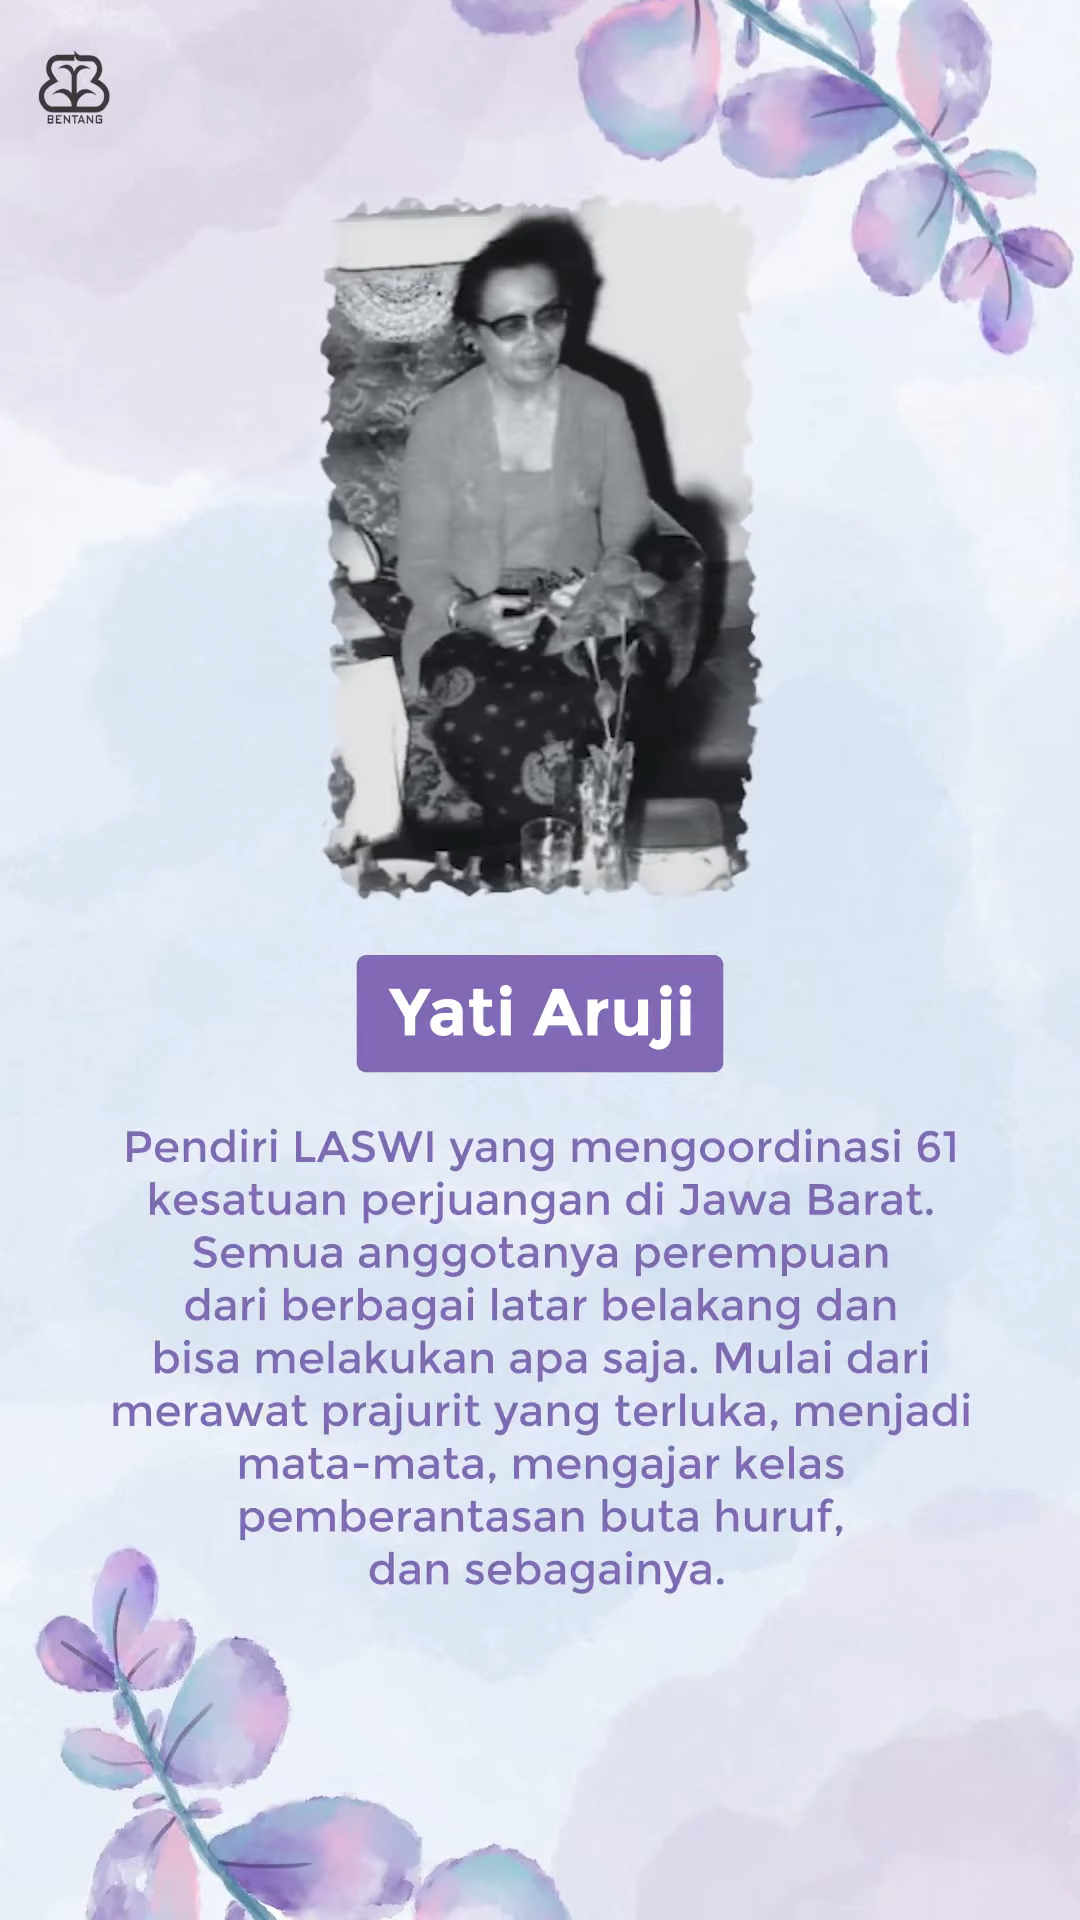 BENTANG
Yati Aruji
Pendiri LASWI yang mengoordinasi 61
kesatuan perjuangan di Jawa Barat.
Semua anggotanya perempuan
dari berbagai latar belakang dan
bisa melakukan apa saja. Mulai dari
merawat prajurit yang terluka, menjadi
mata-mata, mengajar kelas
pemberantasan buta huruf,
dan sebagainya.